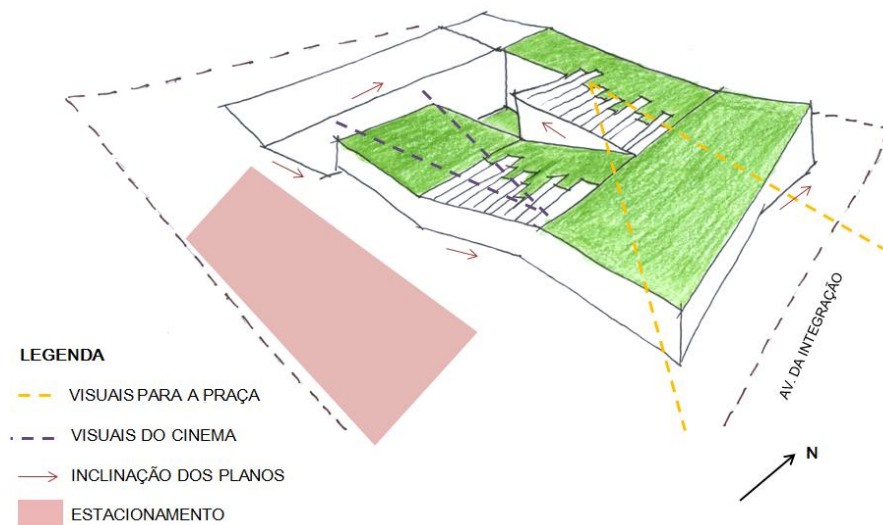 AV. DA INTEGRAÇÃO
N
LEGENDA
VISUAIS PARA A PRAÇA
VISUAIS DO CINEMA
INCLINAÇÃO DOS PLANOS
ESTACIONAMENTO